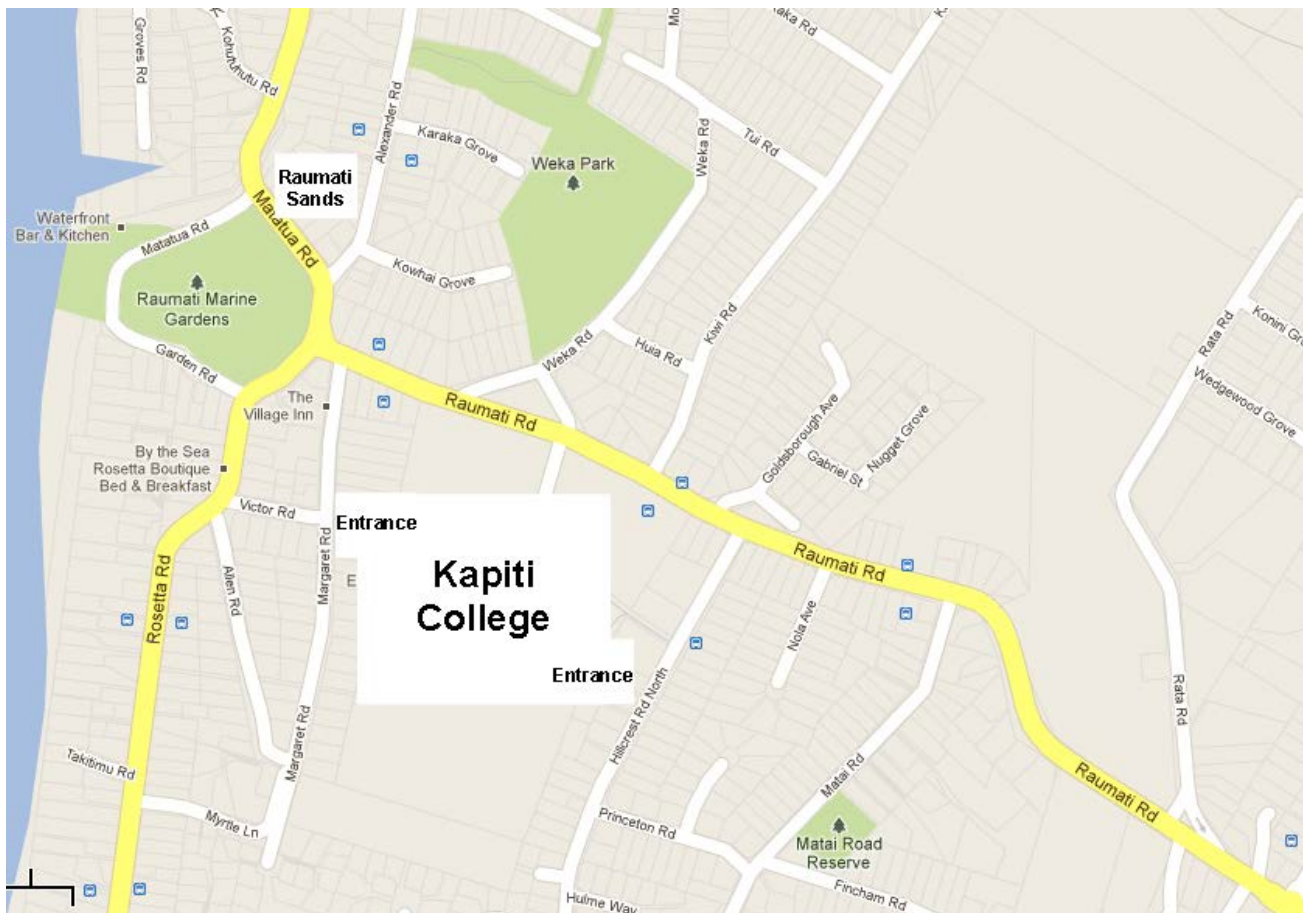 Groves Rd
Kohutuhutu Rd
Alexander Rd
Karaka Grove
Raumati
Sands
Weka Park
Weka Rd
Tui Rd
Waterfront
Bar & Kitchen
Matatua Rd
Matatua Rd
Raumati Marine
Gardens
Kowhai Grove
Kiwi Rd
Garden Rd
Weka Rd
Huia Rd
Rata Rd
Wedgewood Grove
The
Village Inn
Raumati Rd
Goldsborough Ave
Gabriel St
Nugget Grove
By the Sea
Rosetta Boutique
Bed & Breakfast
Victor Rd
Margaret Rd
Entrance
Kapiti
College
Entrance
Raumati Rd
Rosetta Rd
Allen Rd
Nola Ave
Hillcrest Rd North
Rata Rd
Margaret Rd
Takitimu Rd
Myrtle Ln
Matai Rd
Raumati Rd
Princeton Rd
Matai Road
Reserve
Fincham Rd
Hulme Way